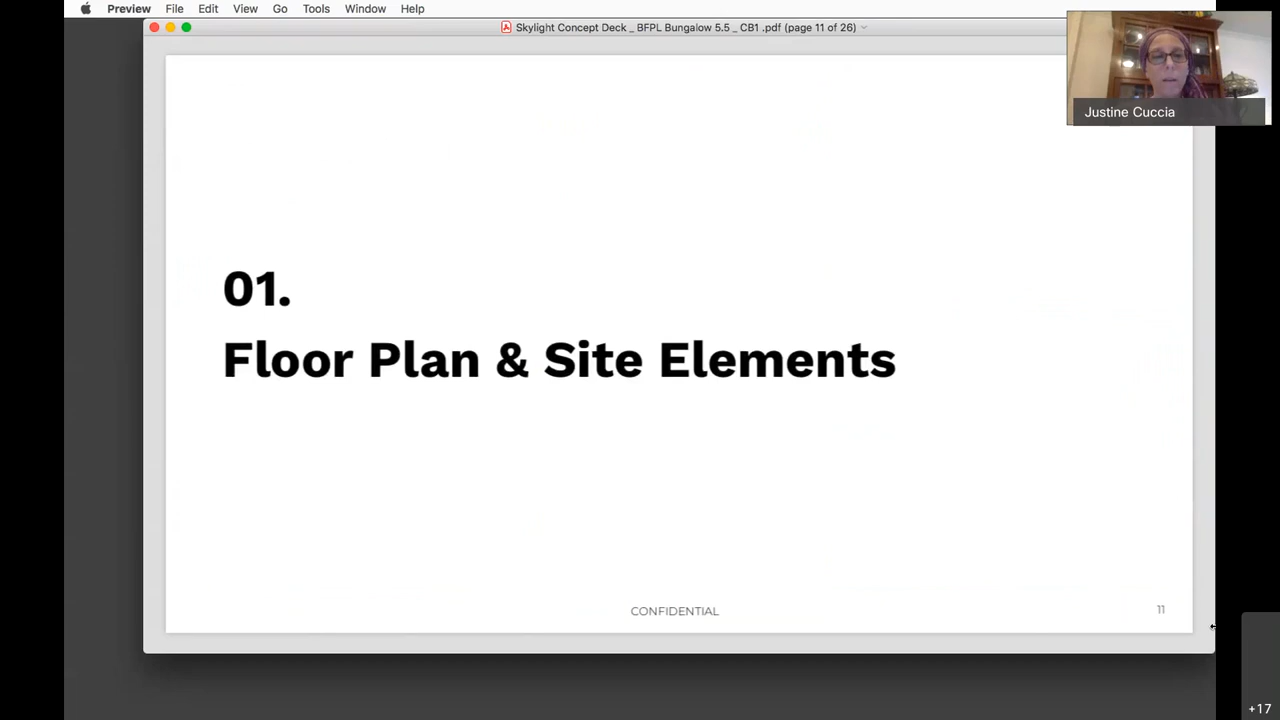 Preview File Edit View Go Tools Window Help
Skylight Concept Deck _ BFPL Bungalow 5.5 _ CB1 .pdf (page 11 of 26)
Justine Cuccia
01.
Floor Plan & Site Elements
CONFIDENTIAL
11
+17